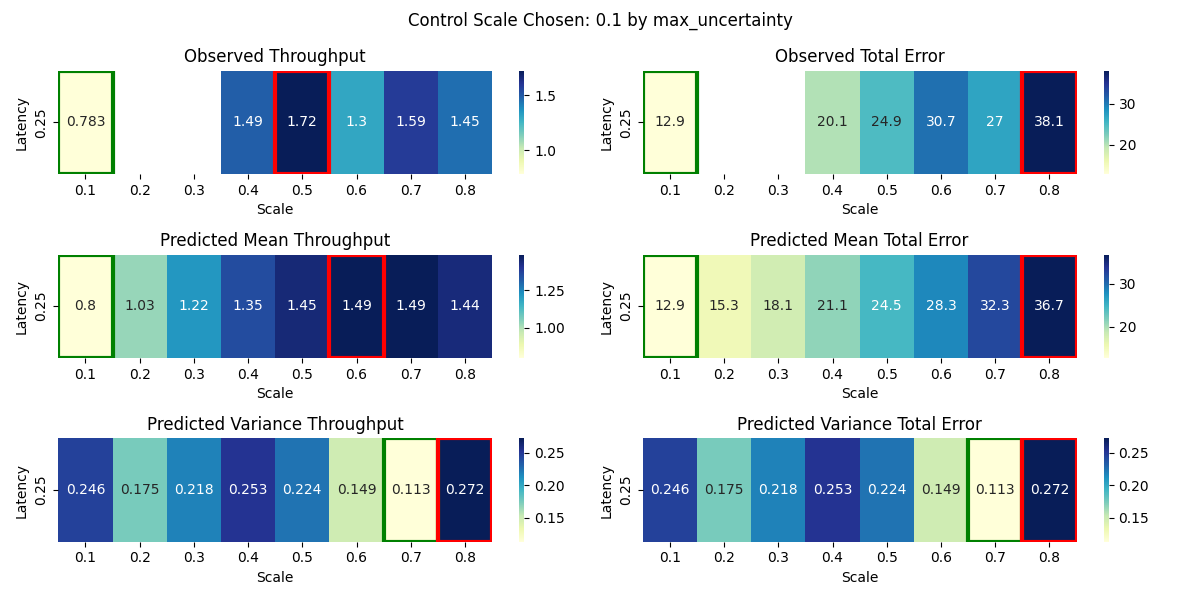 Control Scale Chosen: 0.1 by max_uncertainty
Observed Throughput
Latency
0.25
0.783 1.49 1.72 1.3 1.59 1.45
0.1 0.2 0.3 0.4 0.5 0.6 0.7 0.8
Scale
1.5
1.0
Observed Total Error
Latency
0.25
12.9 20.1 24.9 30.7 27 38.1
0.1 0.2 0.3 0.4 0.5 0.6 0.7 0.8
Scale
30
20
Predicted Mean Throughput
Latency
0.25
0.8 1.03 1.22 1.35 1.45 1.49 1.49 1.44
0.1 0.2 0.3 0.4 0.5 0.6 0.7 0.8
Scale
1.25
1.00
Predicted Mean Total Error
Latency
0.25
12.9 15.3 18.1 21.1 24.5 28.3 32.3 36.7
0.1 0.2 0.3 0.4 0.5 0.6 0.7 0.8
Scale
30
20
Predicted Variance Throughput
Latency
0.25
0.246 0.175 0.218 0.253 0.224 0.149 0.113 0.272
0.1 0.2 0.3 0.4 0.5 0.6 0.7 0.8
Scale
0.25
0.20
0.15
Predicted Variance Total Error
Latency
0.25
0.246 0.175 0.218 0.253 0.224 0.149 0.113 0.272
0.1 0.2 0.3 0.4 0.5 0.6 0.7 0.8
Scale
0.25
0.20
0.15